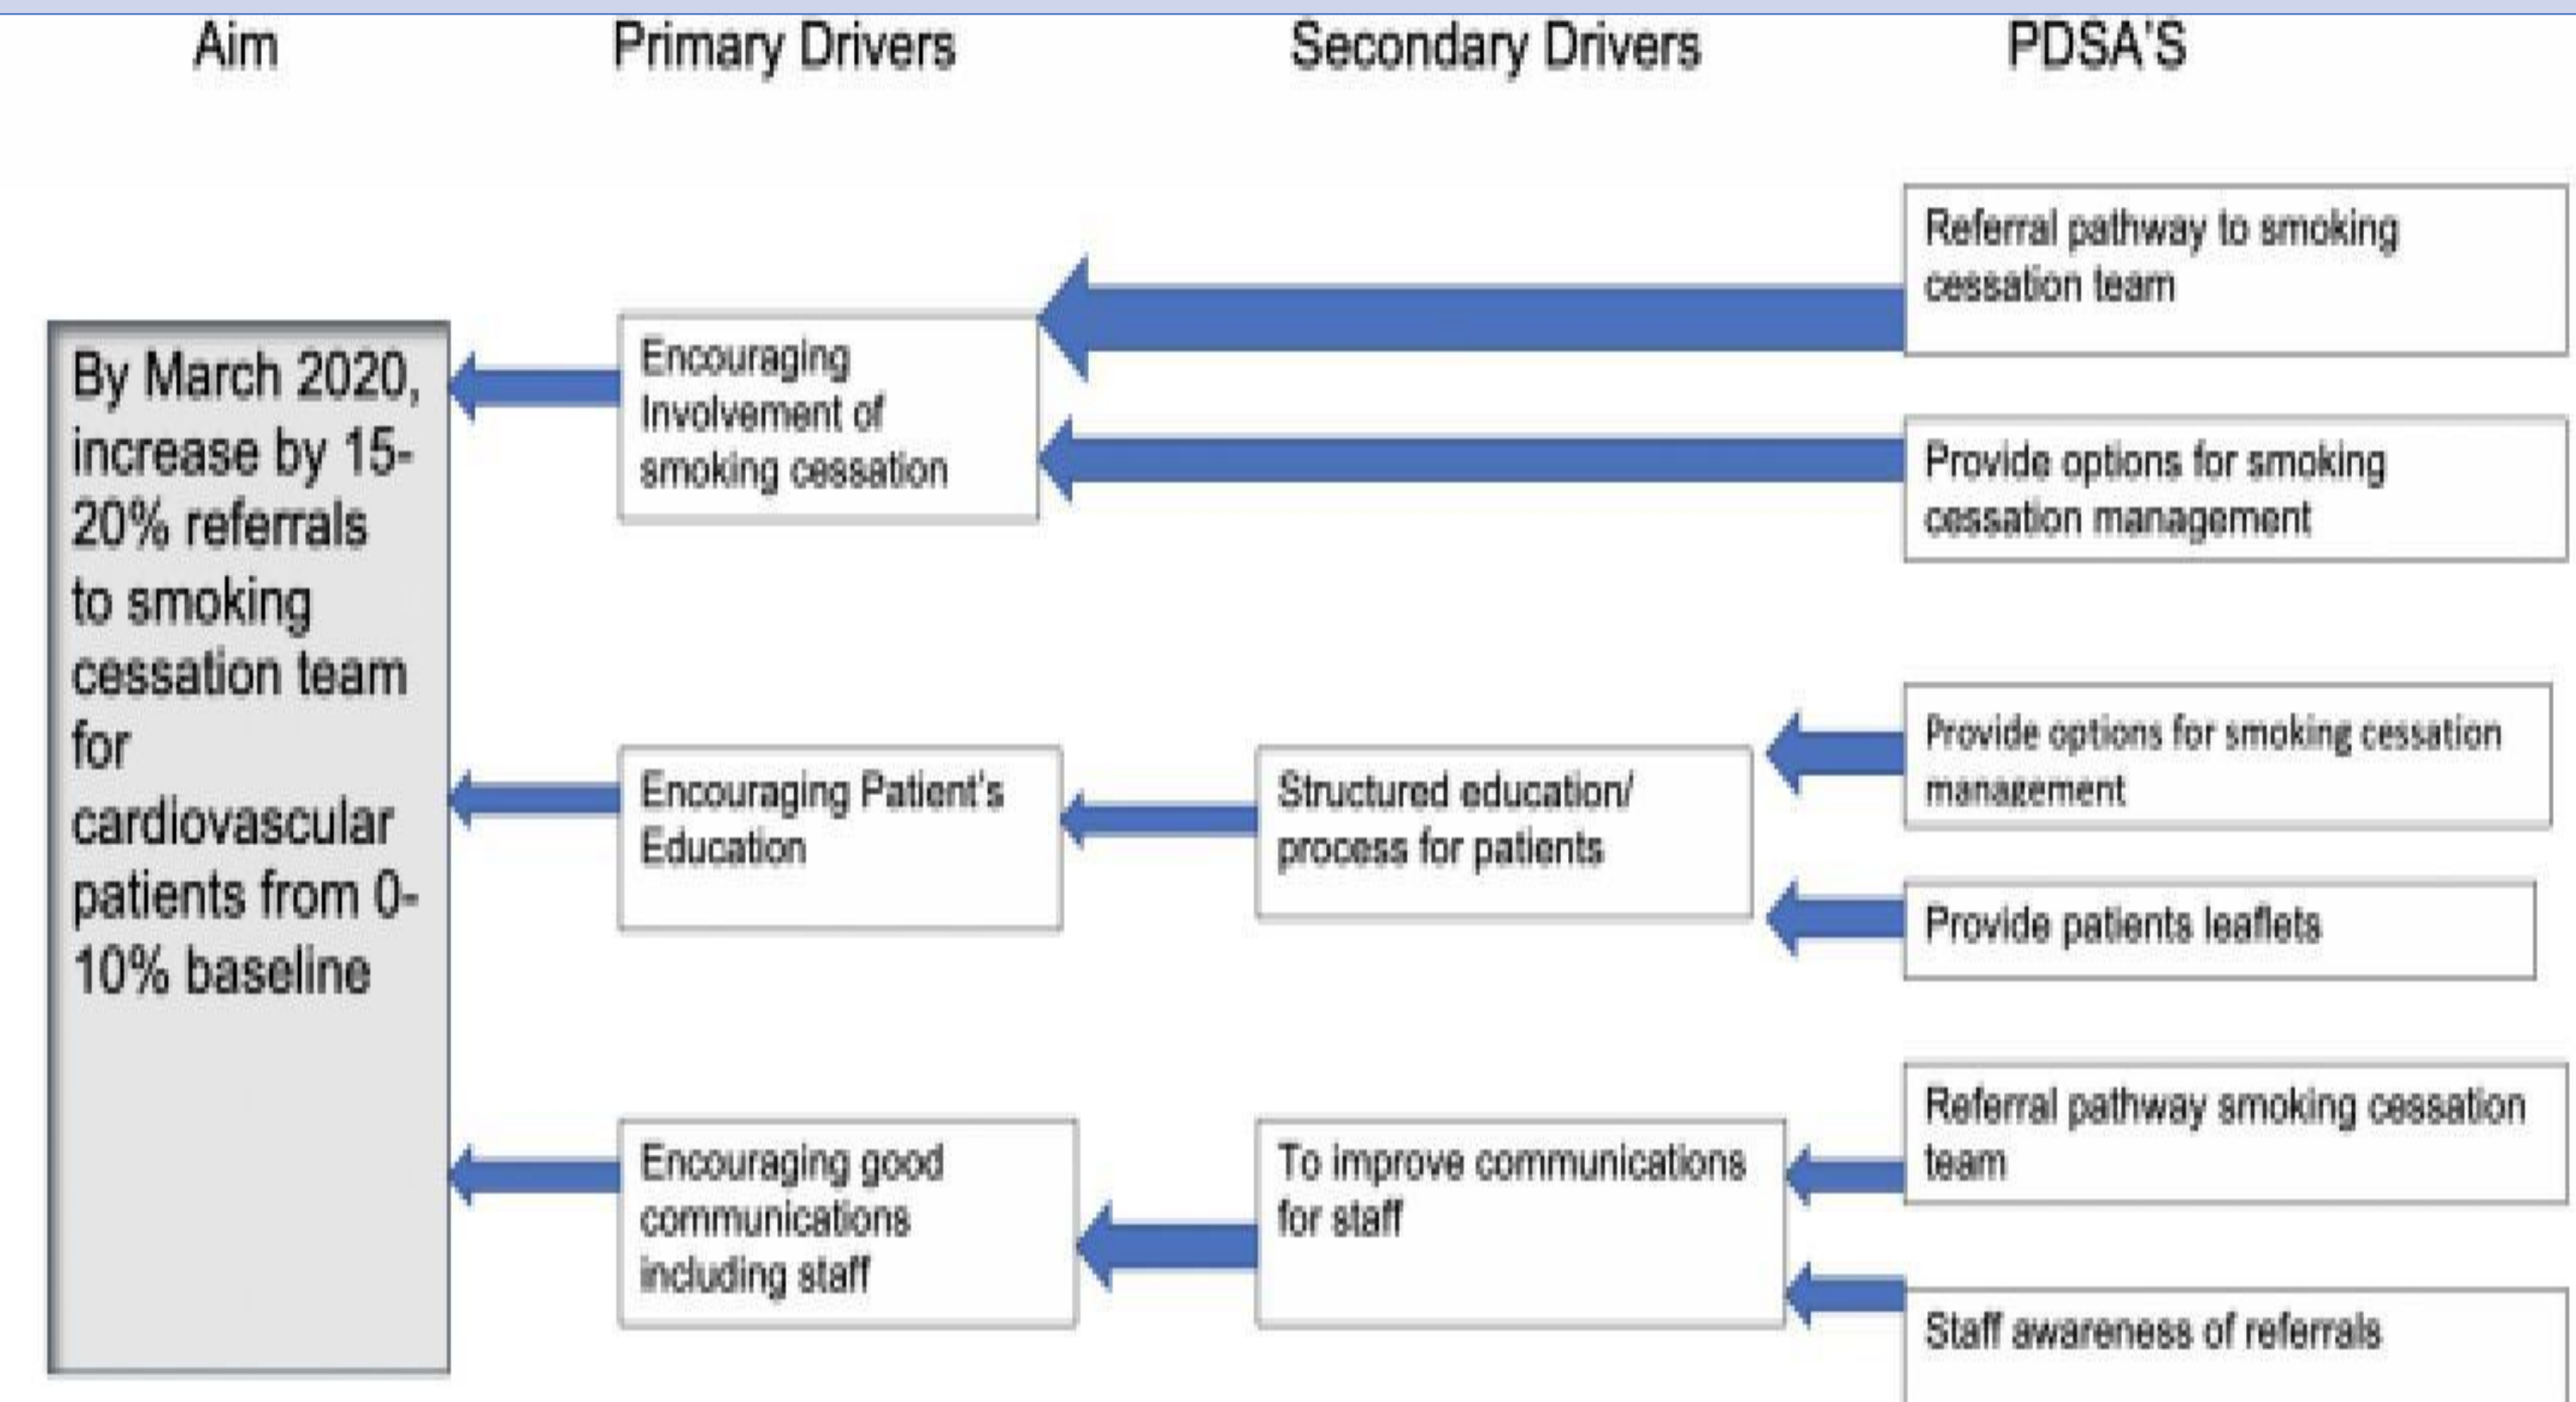 Aim
Primary Drivers
Secondary Drivers
PDSA'S
By March 2020,
increase by 15-
20% referrals
to smoking
cessation team
for
cardiovascular
patients from 0-
10% baseline
Encouraging
Involvement of
smoking cessation
Referral pathway to smoking
cessation team
Provide options for smoking
cessation management
Encouraging Patient's
Education
Structured education/
process for patients
Provide options for smoking cessation
management
Provide patients leaflets
Encouraging good
communications
including staff
To improve communications
for staff
Referral pathway smoking cessation
team
Staff awareness of referrals